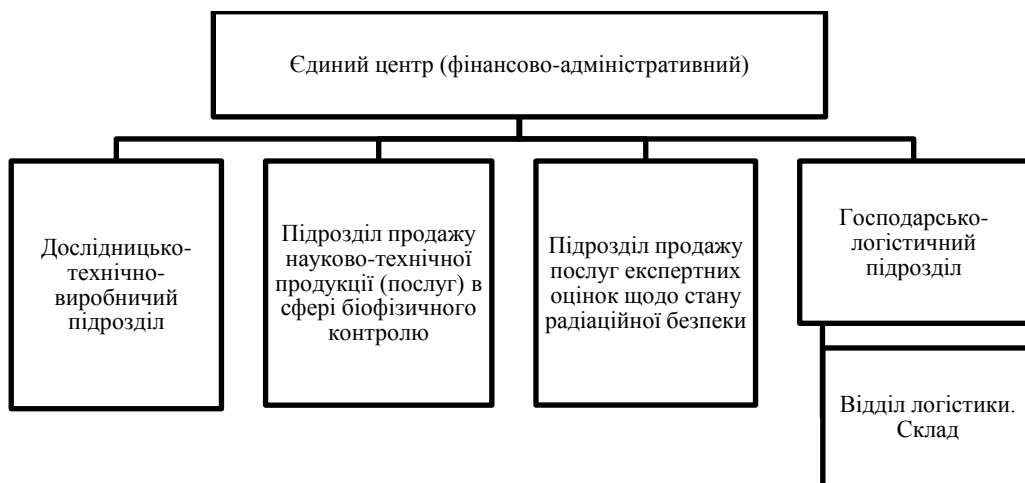 Єдиний центр (фінансово-адміністративний)
Дослідницько-
технічно-
виробничий
підрозділ
Підрозділ продажу
науково-технічної
продукції (послуг) в
сфері біофізичного
контролю
Підрозділ продажу
послуг експертних
оцінок щодо стану
радіаційної безпеки
Господарсько-
логістичний
підрозділ
Відділ логістики.
Склад